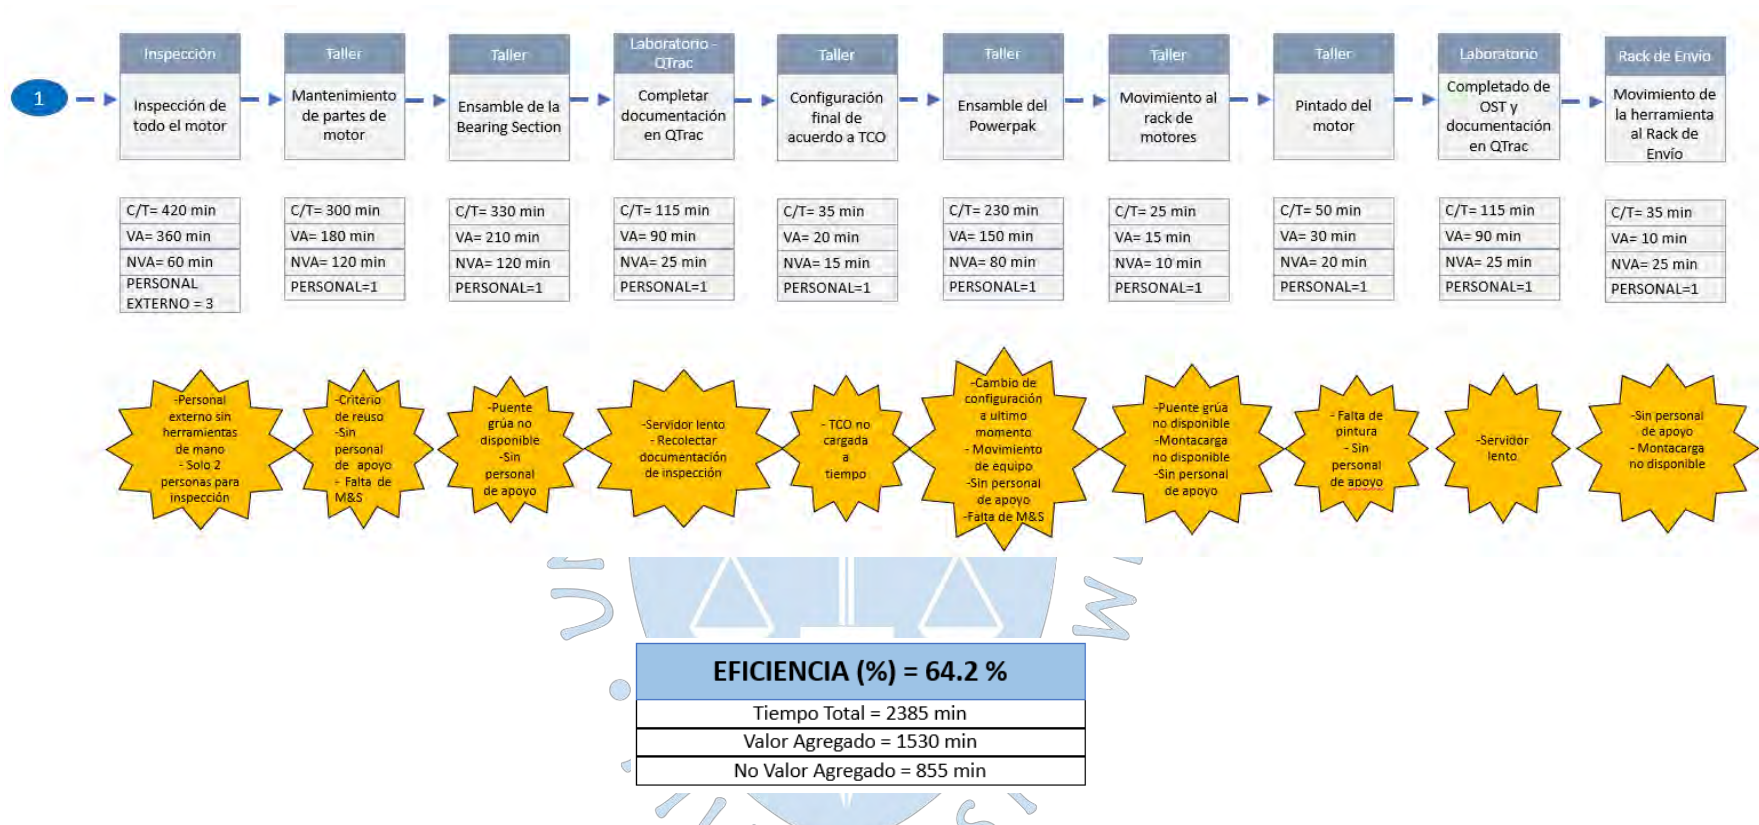 1
Inspección
Inspección de
todo el motor
Taller
Mantenimiento
de partes de
motor
Taller
Ensamble de la
Bearing Section
Laboratorio -
QTrac
Completar
documentación
en QTrac
Taller
Configuración
final de
acuerdo a TCO
Taller
Ensamble del
Powerpak
Taller
Movimiento al
rack de
motores
Taller
Pintado del
motor
Laboratorio
Completado de
OST y
documentación
en QTrac
Rack de Envío
Movimiento de
la herramienta
al Rack de
Envío
C/T= 420 min
VA= 360 min
NVA= 60 min
PERSONAL
EXTERNO = 3
C/T= 300 min
VA= 180 min
NVA= 120 min
PERSONAL=1
C/T= 330 min
VA= 210 min
NVA= 120 min
PERSONAL=1
C/T= 115 min
VA= 90 min
NVA= 25 min
PERSONAL=1
C/T= 35 min
VA= 20 min
NVA= 15 min
PERSONAL=1
C/T= 230 min
VA= 150 min
NVA= 80 min
PERSONAL=1
C/T= 25 min
VA= 15 min
NVA= 10 min
PERSONAL=1
C/T= 50 min
VA= 30 min
NVA= 20 min
PERSONAL=1
C/T= 115 min
VA= 90 min
NVA= 25 min
PERSONAL=1
C/T= 35 min
VA= 10 min
NVA= 25 min
PERSONAL=1
-Personal
externo sin
herramientas
de mano
- Solo 2
personas para
inspección
-Criterio
de reuso
-Sin
personal
de apoyo
- Falta de
M&S
-Puente
grúa no
disponible
-Sin
personal
de apoyo
-Servidor lento
- Recolectar
documentación
de inspección
- TCO no
cargada
a
tiempo
-Cambio de
configuración
a ultimo
momento
- Movimiento
de equipo
-Sin personal
de apoyo
-Falta de M&S
-Puente grúa
no disponible
-Montacarga
no disponible
-Sin personal
de apoyo
- Falta de
pintura
- Sin
personal
de apoyo
-Servidor
lento
-Sin personal
de apoyo
-Montacarga
no disponible
EFICIENCIA (%) = 64.2 %
Tiempo Total = 2385 min
Valor Agregado = 1530 min
No Valor Agregado = 855 min